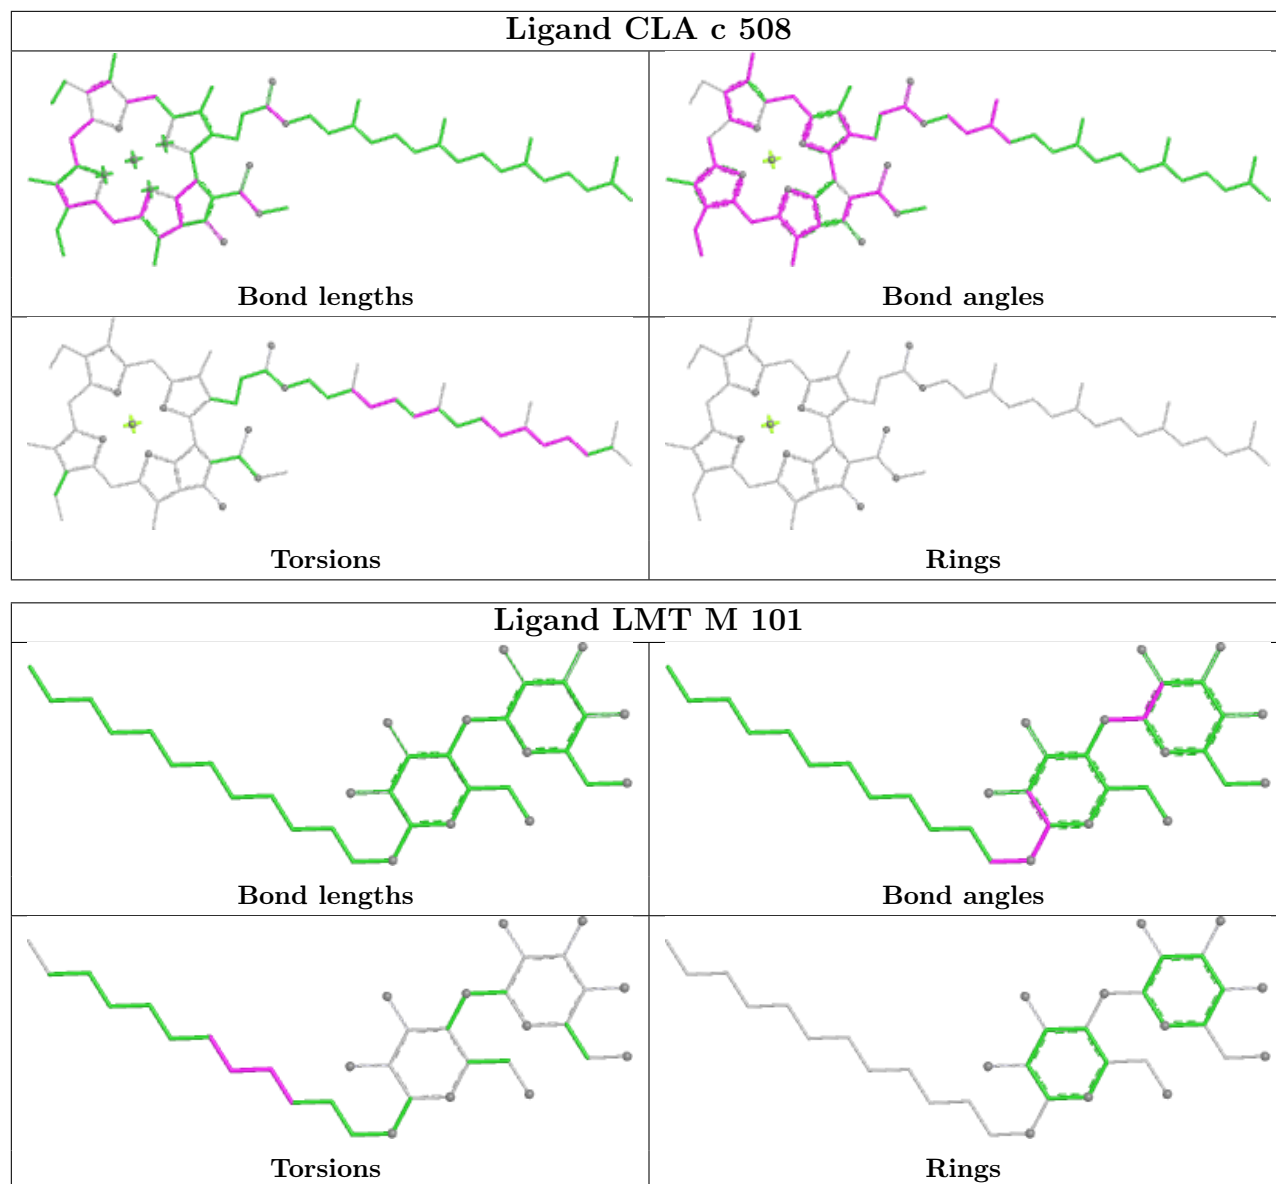 Ligand CLA c 508
Bond lengths
Bond angles
Torsions
Rings
Ligand LMT M 101
Bond lengths
Bond angles
Torsions
Rings